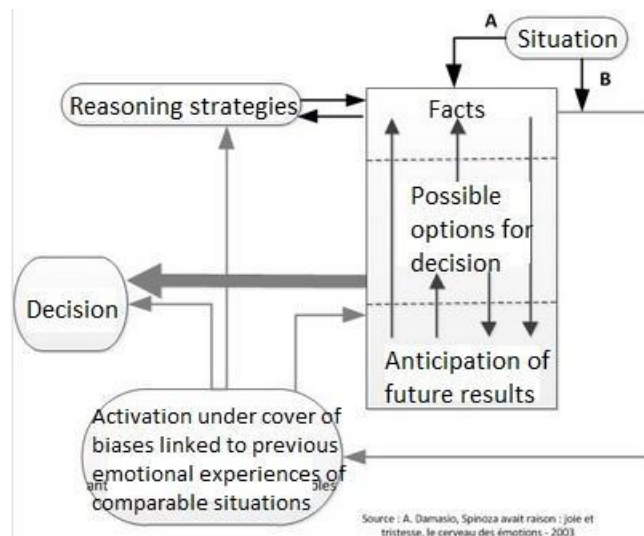 A
Situation
B
Reasoning strategies
Facts
Possible
options for
decision
Decision
Anticipation of
future results
Activation under cover of
biases linked to previous
emotional experiences of
comparable situations
Source : A. Damasio, Spinoza avait raison : joie et
tristesse, le cerveau des émotions - 2003